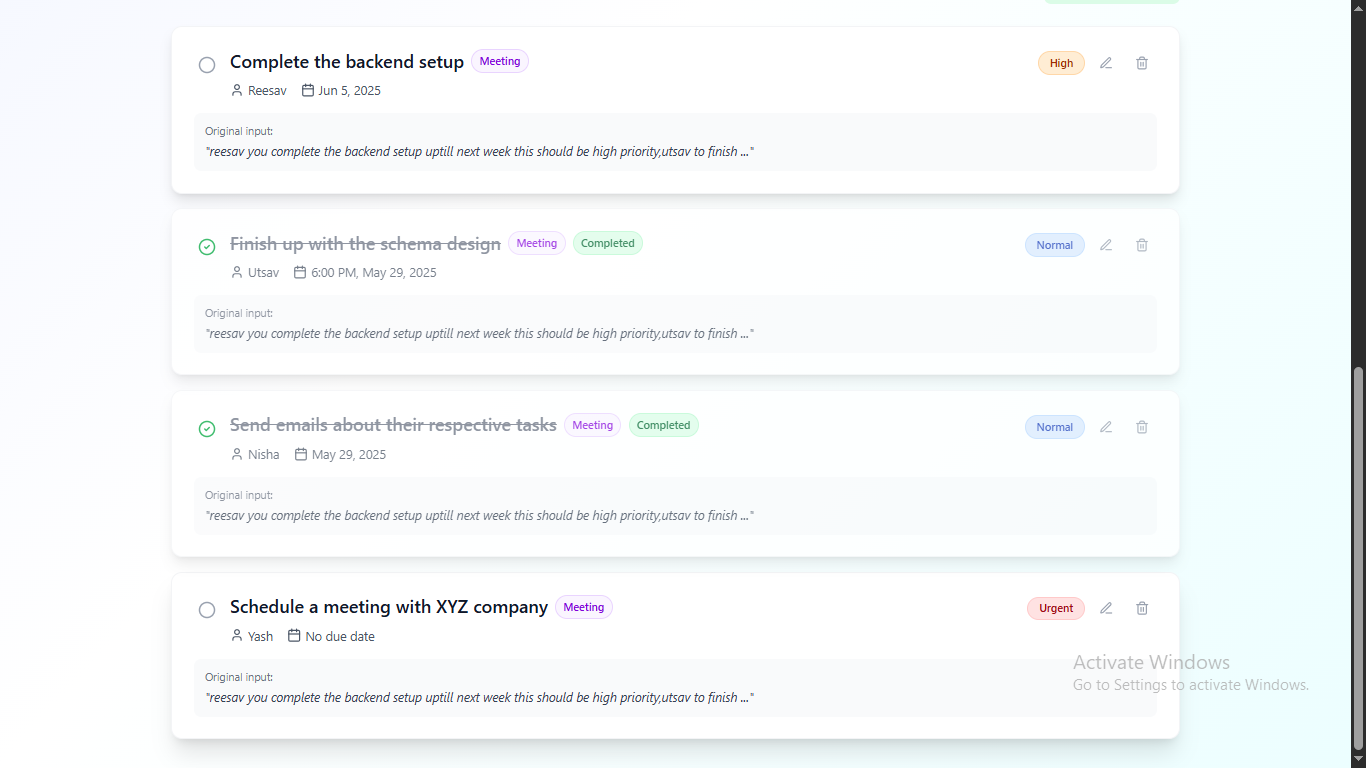 Complete the backend setup Meeting High
Reesav Jun 5, 2025
Original input:
"reesav you complete the backend setup uptill next week this should be high priority,utsav to finish ..."
Finish up with the schema design Meeting Completed Normal
Utsav 6:00 PM, May 29, 2025
Original input:
"reesav you complete the backend setup uptill next week this should be high priority,utsav to finish ..."
Send emails about their respective tasks Meeting Completed Normal
Nisha May 29, 2025
Original input:
"reesav you complete the backend setup uptill next week this should be high priority,utsav to finish ..."
Schedule a meeting with XYZ company Meeting Urgent
Yash No due date
Original input:
"reesav you complete the backend setup uptill next week this should be high priority,utsav to finish ..."
Activate Windows
Go to Settings to activate Windows.